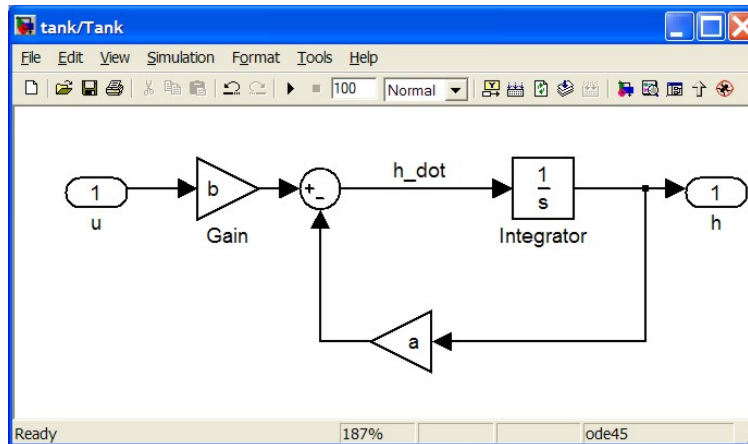 tank/Tank
File Edit View Simulation Format Tools Help
100 Normal
h_dot
1 b +- 1/s 1
u Gain Integrator h
a
Ready 187% ode45